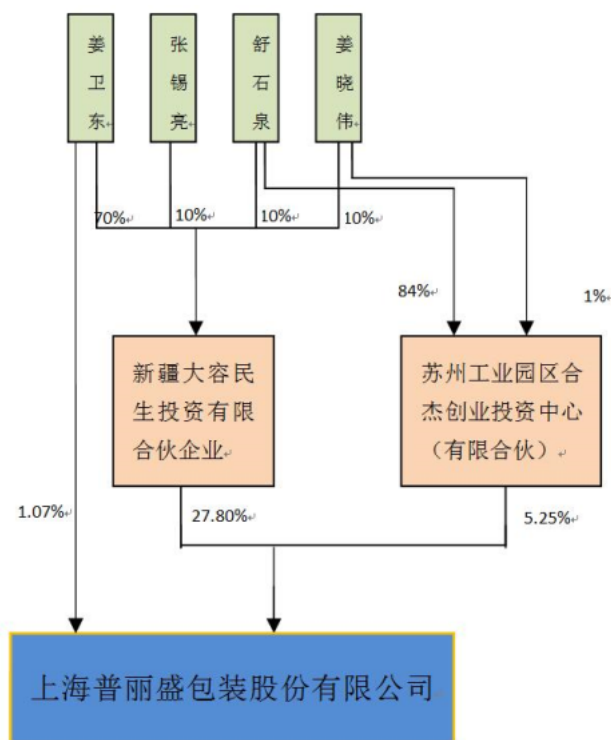 姜卫东
张锡亮
舒石泉
姜晓伟
70%
10%
10%
10%
84%
1%
新疆大容民
生投资有限
合伙企业
苏州工业园区合
杰创业投资中心
（有限合伙）
1.07%
27.80%
5.25%
上海普丽盛包装股份有限公司